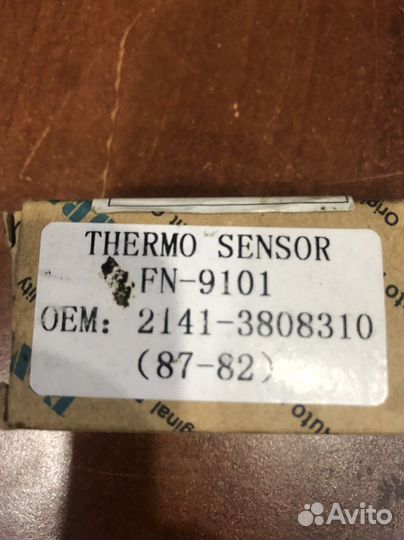 THERMO SENSOR
FN-9101
OEM: 2141-3808310
(87-82)
Avito